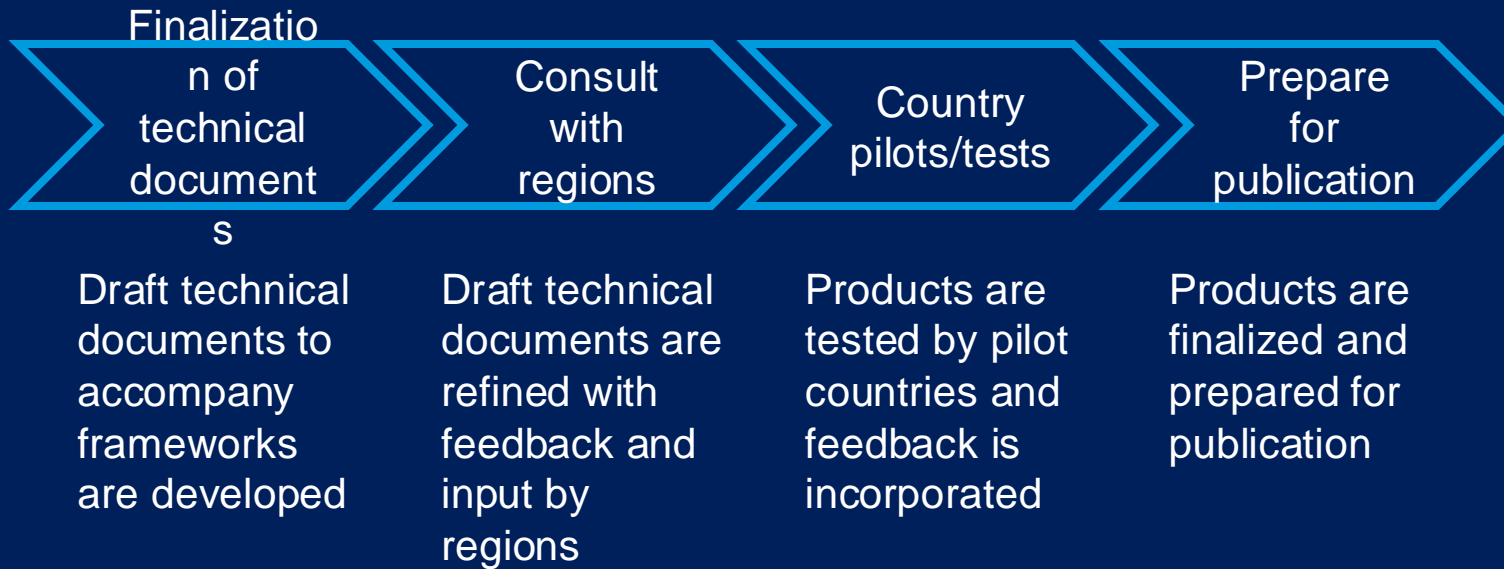 Finalizatio
n of
technical
document
s
Consult
with
regions
Country
pilots/tests
Prepare
for
publication
Draft technical
documents to
accompany
frameworks
are developed
Draft technical
documents are
refined with
feedback and
input by
regions
Products are
tested by pilot
countries and
feedback is
incorporated
Products are
finalized and
prepared for
publication